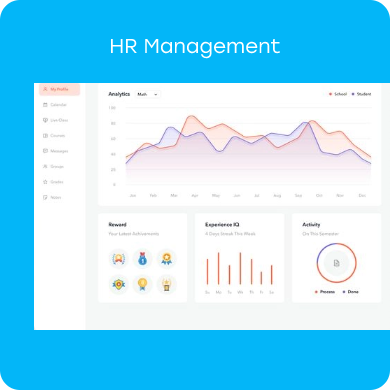 HR Management
My Profile
Calendar
Live Class
Courses
Messages
Groups
Grades
Analytics
Math
School
Student
100
80
60
40
20
0
Jan Feb Mar Apr May Jun Jul Aug Sep Oct Nov Dec
Reward
Your Latest Achievements
Experience IQ
6 Days Streak This Week
Activity
On This Semester
Su Mo Tu We Th Fr Sa
Process
Done